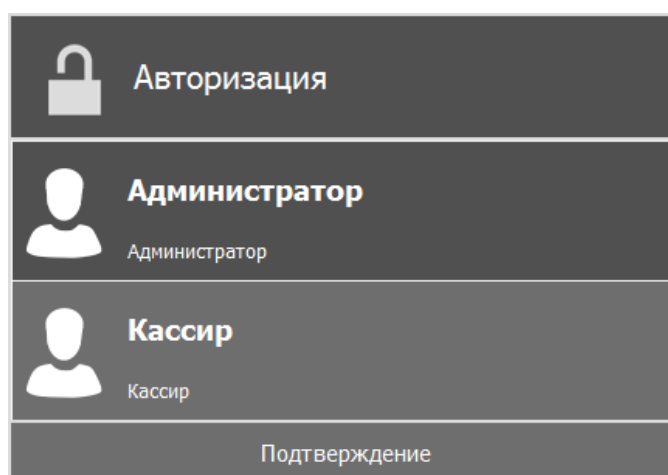 Авторизация
Администратор
Администратор
Кассир
Кассир
Подтверждение